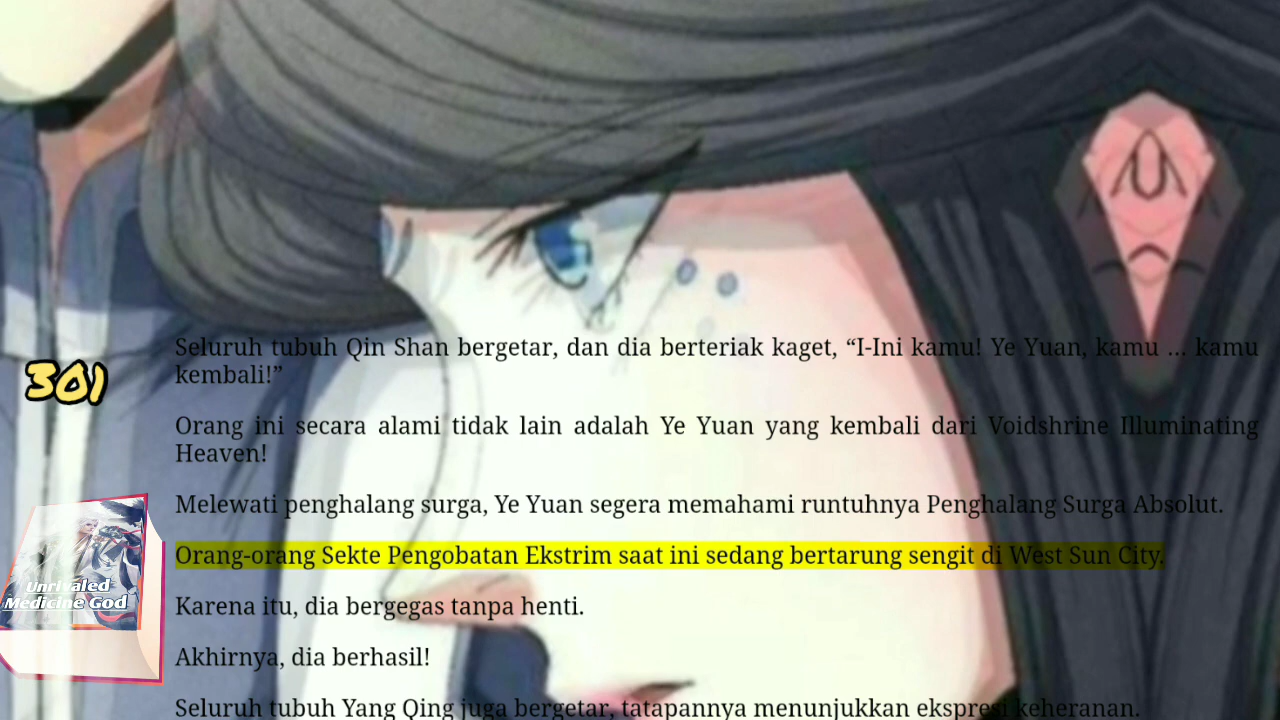 Seluruh tubuh Qin Shan bergetar, dan dia berteriak kaget, “I-Ini kamu! Ye Yuan, kamu ... kamu
kembali!”
Orang ini secara alami tidak lain adalah Ye Yuan yang kembali dari Voidshrine Illuminating
Heaven!
Melewati penghalang surga, Ye Yuan segera memahami runtuhnya Penghalang Surga Absolut.
Orang-orang Sekte Pengobatan Ekstrim saat ini sedang bertarung sengit di West Sun City.
Karena itu, dia bergegas tanpa henti.
Akhirnya, dia berhasil!
Seluruh tubuh Yang Qing juga bergetar, tatapannya menunjukkan ekspresi keheranan.
301
Unrivaled
Medicine God